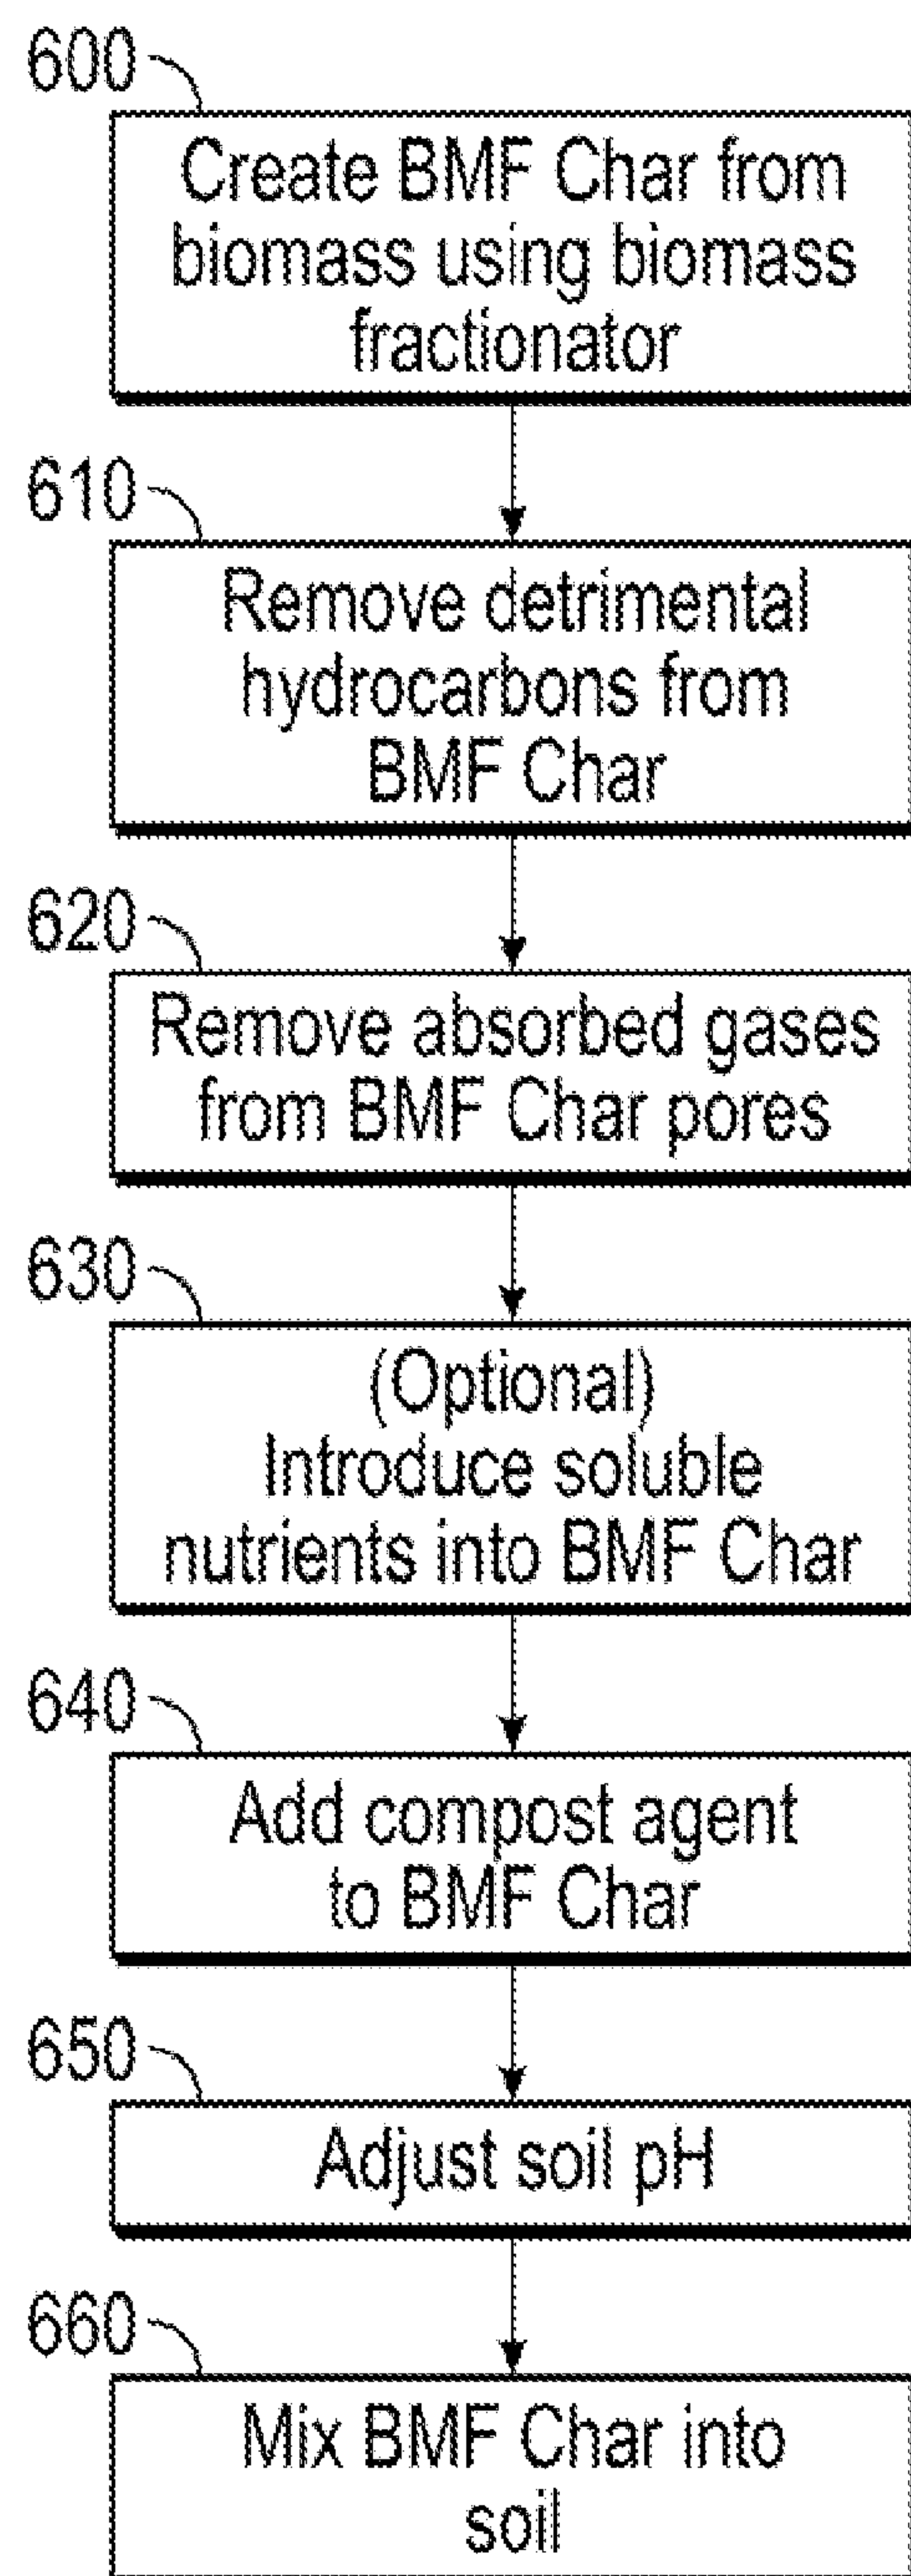 600
Create BMF Char from
biomass using biomass
fractionator
610
Remove detrimental
hydrocarbons from
BMF Char
620
Remove absorbed gases
from BMF Char pores
630
(Optional)
Introduce soluble
nutrients into BMF Char
640
Add compost agent
to BMF Char
650
Adjust soil pH
660
Mix BMF Char into
soil